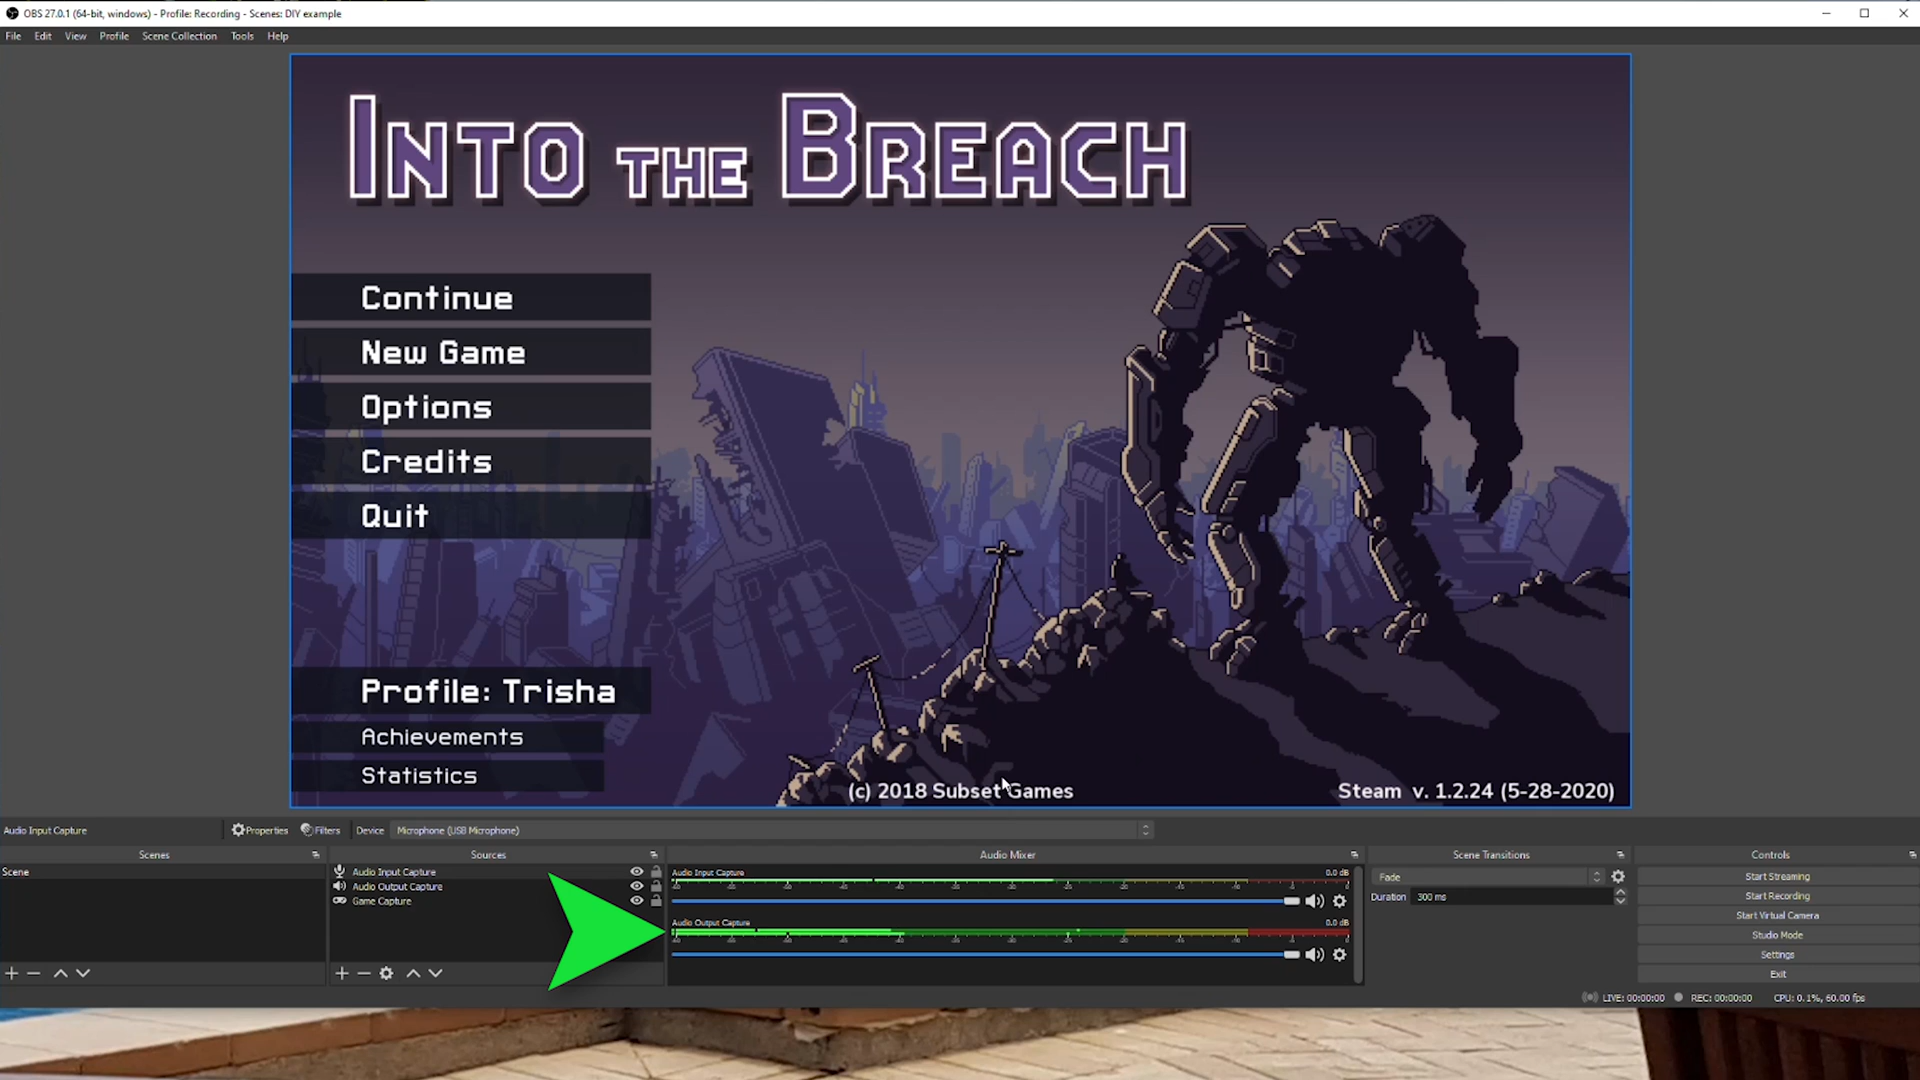 OBS 27.0.1 (64-bit, windows) - Profile: Recording - Scenes: DIY example
File Edit View Profile Scene Collection Tools Help
INTO THE BREACH
Continue
New Game
Options
Credits
Quit
Profile: Trisha
Achievements
Statistics
(c) 2018 Subset Games
Steam v. 1.2.24 (5-28-2020)
Audio Input Capture Properties Filters Device Microphone (USB Microphone)
Scenes Sources Audio Mixer Scene Transitions Controls
Scene
Audio Input Capture
Audio Output Capture
Game Capture
Audio Input Capture 0.0 dB
Audio Output Capture 0.0 dB
Fade
Duration 300 ms
Start Streaming
Start Recording
Start Virtual Camera
Studio Mode
Settings
Exit
LIVE: 00:00:00 REC: 00:00:00 CPU: 0.1%, 60.00 fps